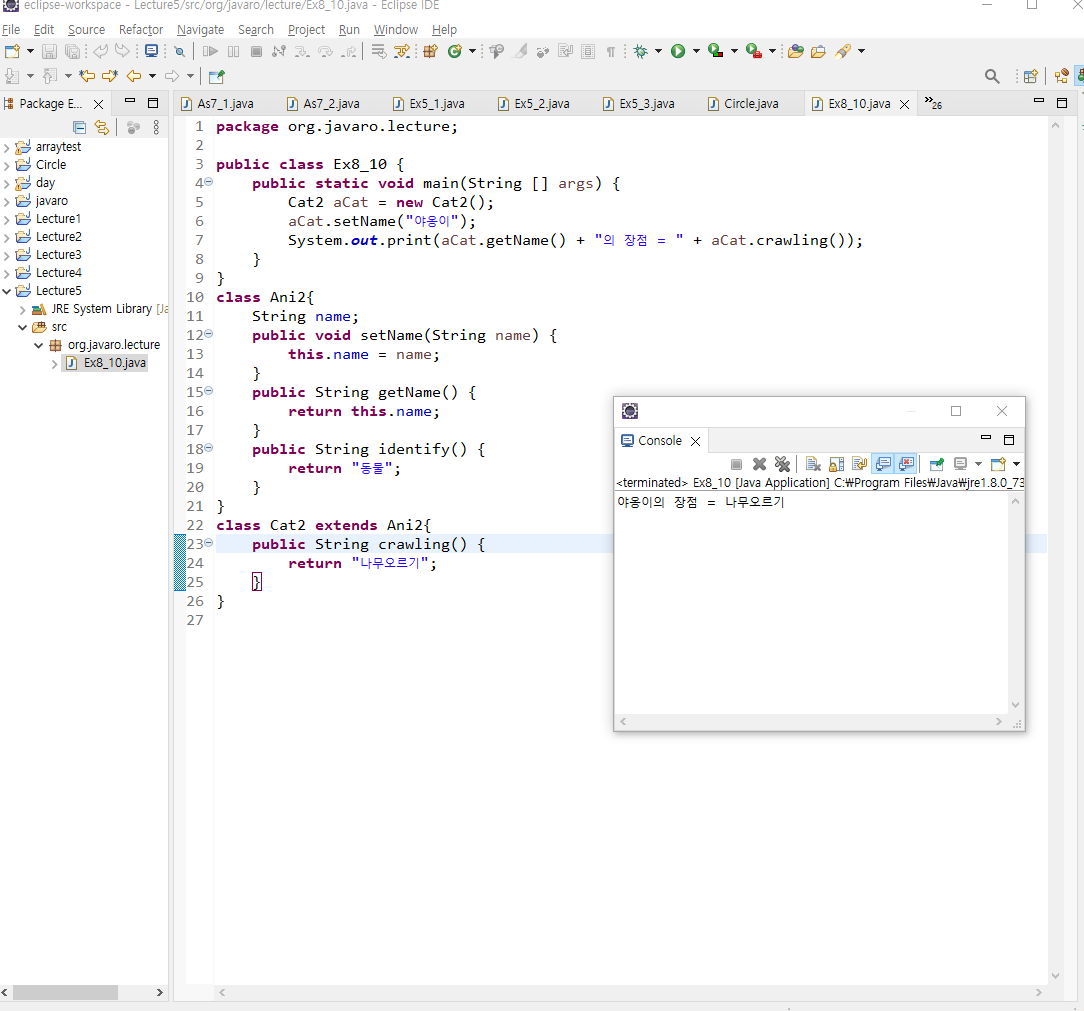 eclipse-workspace - Lecture5/src/org/javaro/lecture/Ex8_10.java - Eclipse IDE
File Edit Source Refactor Navigate Search Project Run Window Help
Package E...
As7_1.java As7_2.java Ex5_1.java Ex5_2.java Ex5_3.java Circle.java Ex8_10.java »26
arraytest
Circle
day
javaro
Lecture1
Lecture2
Lecture3
Lecture4
Lecture5
JRE System Library [Ja
src
org.javaro.lecture
Ex8_10.java
1 package org.javaro.lecture;
2
3 public class Ex8_10 {
4 public static void main(String [] args) {
5 Cat2 aCat = new Cat2();
6 aCat.setName("야옹이");
7 System.out.print(aCat.getName() + "의 장점 = " + aCat.crawling());
8 }
9 }
10 class Ani2{
11 String name;
12 public void setName(String name) {
13 this.name = name;
14 }
15 public String getName() {
16 return this.name;
17 }
18 public String identify() {
19 return "동물";
20 }
21 }
22 class Cat2 extends Ani2{
23 public String crawling() {
24 return "나무오르기";
25 }
26 }
27
Console
<terminated> Ex8_10 [Java Application] C:₩Program Files₩Java₩jre1.8.0_73
야옹이의 장점 = 나무오르기